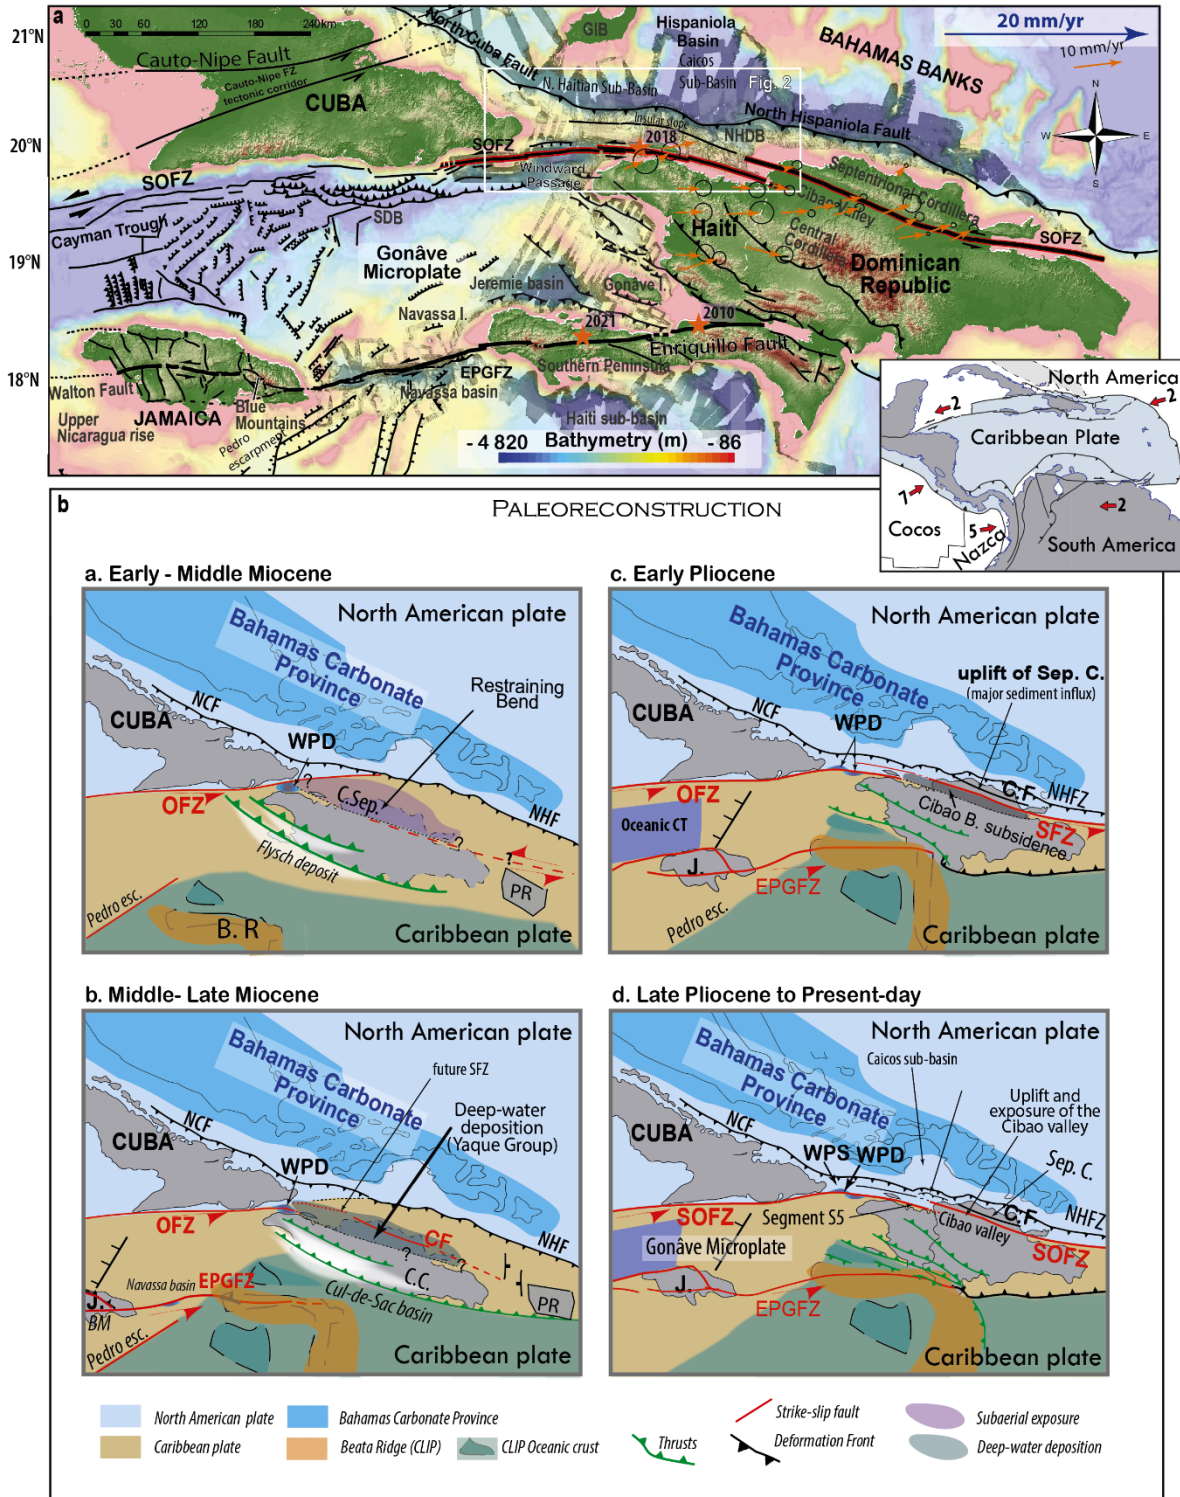 a
21°N
20°N
19°N
18°N
0 30 60 120 180 240 km
Cauto-Nipe Fault
Cauto-Nipe FZ
tectonic corridor
CUBA
North Cuba Fault
GIB
Hispaniola
Basin
Caicos
Sub-Basin
N. Haitian Sub-Basin
Fig. 2
BAHAMAS BANKS
20 mm/yr
10 mm/yr
N
W E
S
North Hispaniola Fault
Insular slope
NHDB
2018
SOFZ
SOFZ
Windward
Passage
SDB
Cayman Trough
Septentrional Cordillera
Cibao Valley
Central
Cordillera
SOFZ
Haiti
Dominican
Republic
Gonâve
Microplate
Jeremie basin
Gonâve I.
Navassa I.
2021
2010
Enriquillo Fault
Southern Peninsula
EPGFZ
Navassa basin
Haiti sub-basin
Walton Fault
JAMAICA
Blue
Mountains
Upper
Nicaragua rise
Pedro
escarpment
- 4 820 Bathymetry (m) - 86
North America
2
2
Caribbean Plate
7
Cocos
5
Nazca
2
South America
b
PALEORECONSTRUCTION
a. Early - Middle Miocene
North American plate
Bahamas Carbonate
Province
Restraining
Bend
NCF
CUBA
WPD
?
C.Sep.
NHF
OFZ
?
?
Flysch deposit
PR
Pedro esc.
B. R
Caribbean plate
c. Early Pliocene
North American plate
Bahamas Carbonate
Province
uplift of Sep. C.
(major sediment influx)
NCF
CUBA
WPD
OFZ
C.F.
NHFZ
Oceanic CT
Cibao B. subsidence
SFZ
J.
EPGFZ
Pedro esc.
Caribbean plate
b. Middle- Late Miocene
North American plate
Bahamas Carbonate
Province
future SFZ
Deep-water
deposition
(Yaque Group)
NCF
CUBA
WPD
OFZ
CF
NHF
?
?
C.C.
Navassa basin
EPGFZ
Cul-de-Sac basin
PR
J.
BM
Pedro esc.
Caribbean plate
d. Late Pliocene to Present-day
North American plate
Bahamas Carbonate
Province
Caicos sub-basin
Uplift and
exposure of the
Cibao valley
NCF
CUBA
WPS WPD
Sep. C.
SOFZ
Segment S5
C.F.
NHFZ
Cibao valley
Gonâve Microplate
SOFZ
J.
EPGFZ
Caribbean plate
North American plate
Bahamas Carbonate Province
Strike-slip fault
Subaerial exposure
Caribbean plate
Beata Ridge (CLIP)
CLIP Oceanic crust
Thrusts
Deformation Front
Deep-water deposition